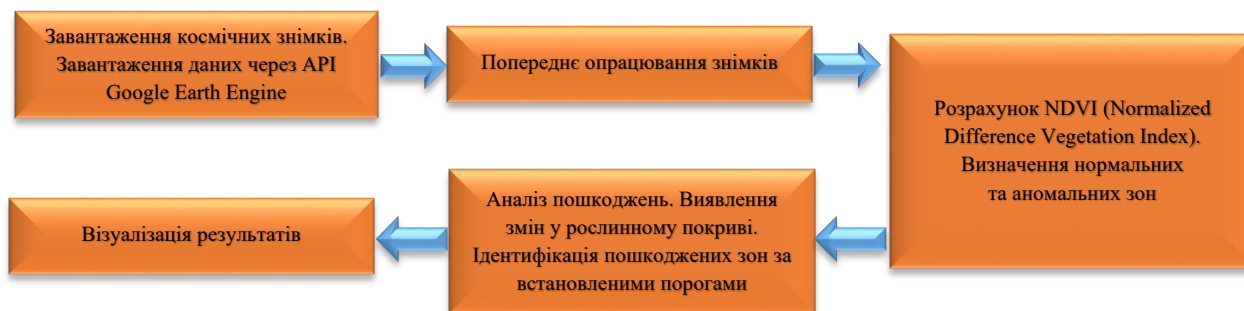 Завантаження космічних знімків.
Завантаження даних через API
Google Earth Engine
Попереднє опрацювання знімків
Розрахунок NDVI (Normalized
Difference Vegetation Index).
Визначення нормальних
та аномальних зон
Аналіз пошкоджень. Виявлення
змін у рослинному покриві.
Ідентифікація пошкоджених зон за
встановленими порогами
Візуалізація результатів